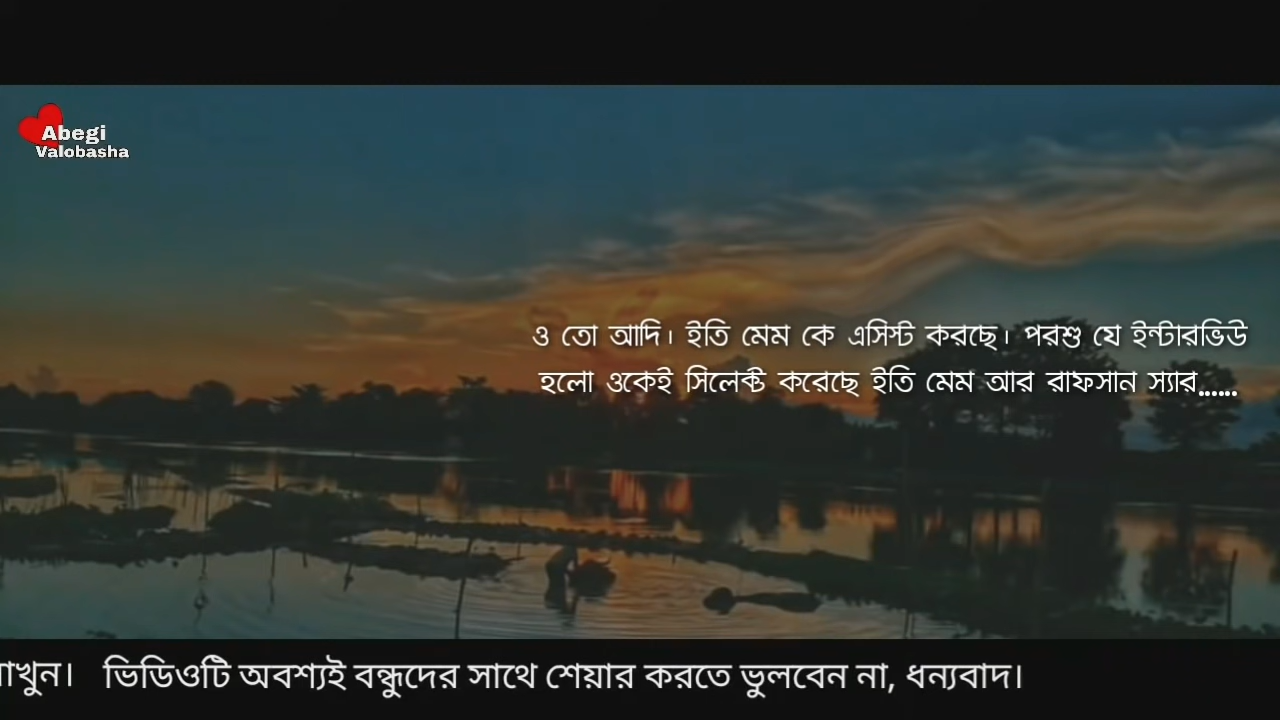 Abegi
Valobasha
ও তো আদি। ইতি মেম কে এসিস্ট করছে। পরশু যে ইন্টারভিউ
হলো ওকেই সিলেক্ট করেছে ইতি মেম আর রাফসান স্যার......
ভিডিওটি অবশ্যই বন্ধুদের সাথে শেয়ার করতে ভুলবেন না, ধন্যবাদ।